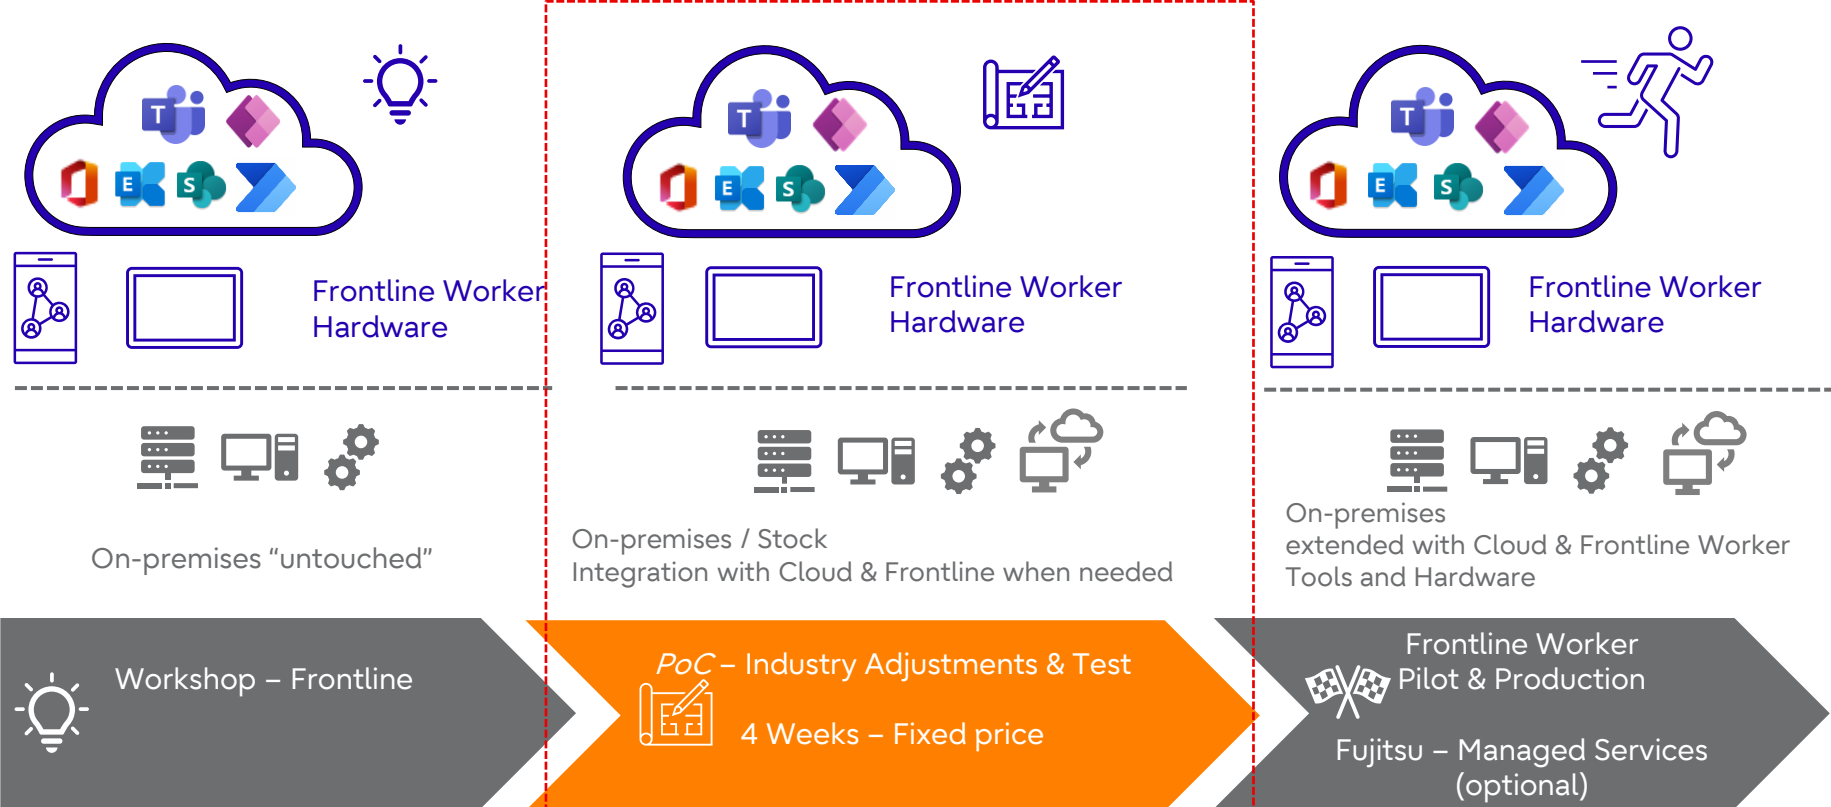 T
E
S
Frontline Worker
Hardware
On-premises “untouched”
Workshop – Frontline
T
E
S
Frontline Worker
Hardware
On-premises / Stock
Integration with Cloud & Frontline when needed
PoC – Industry Adjustments & Test
4 Weeks – Fixed price
T
E
S
Frontline Worker
Hardware
On-premises
extended with Cloud & Frontline Worker
Tools and Hardware
Frontline Worker
Pilot & Production
Fujitsu – Managed Services
(optional)